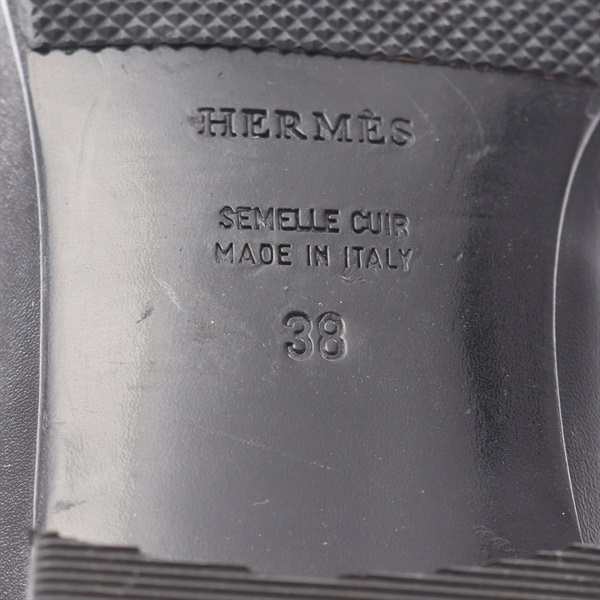 HERMÈS
SEMELLE CUIR
MADE IN ITALY
38